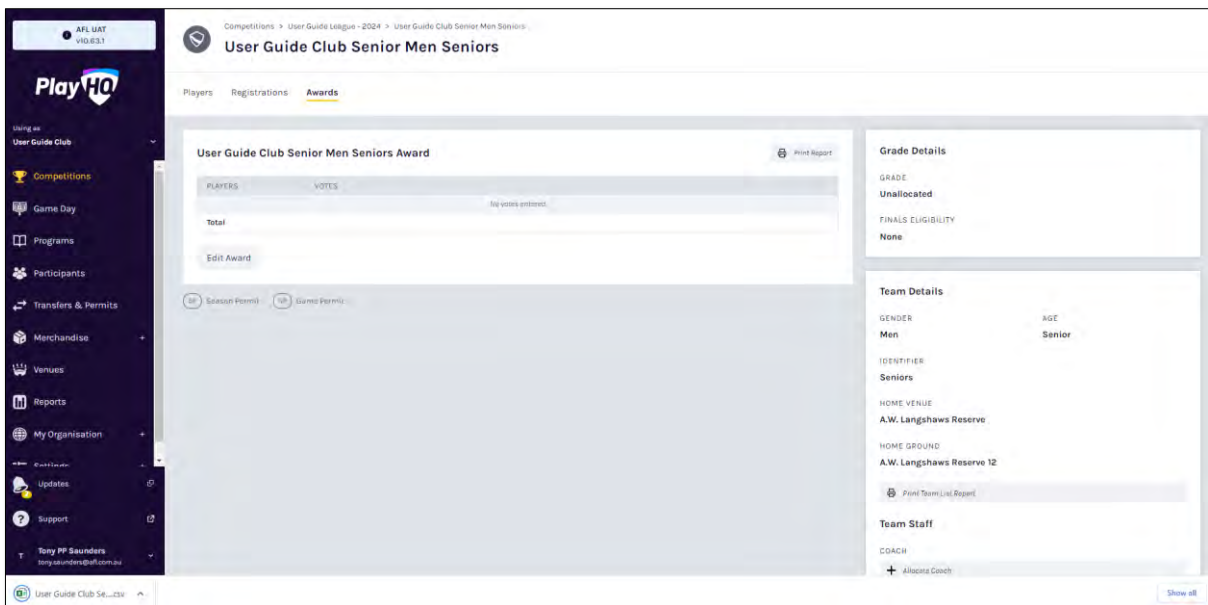 AFL UAT
v10.63.1
PlayHQ
Using as
User Guide Club
Competitions
Game Day
Programs
Participants
Transfers & Permits
Merchandise +
Venues
Reports
My Organisation +
Settings +
Updates
Support
T Tony PP Saunders
tony.saunders@afl.com.au
Competitions > User Guide League - 2024 > User Guide Club Senior Men Seniors
User Guide Club Senior Men Seniors
Players Registrations Awards
User Guide Club Senior Men Seniors Award
Print Report
PLAYERS VOTES
No votes entered.
Total
Edit Award
SP Season Permit GP Game Permit
Grade Details
GRADE
Unallocated
FINALS ELIGIBILITY
None
Team Details
GENDER AGE
Men Senior
IDENTIFIER
Seniors
HOME VENUE
A.W. Langshaws Reserve
HOME GROUND
A.W. Langshaws Reserve 12
Print Team List Report
Team Staff
COACH
+ Allocate Coach
User Guide Club Se....csv
Show all